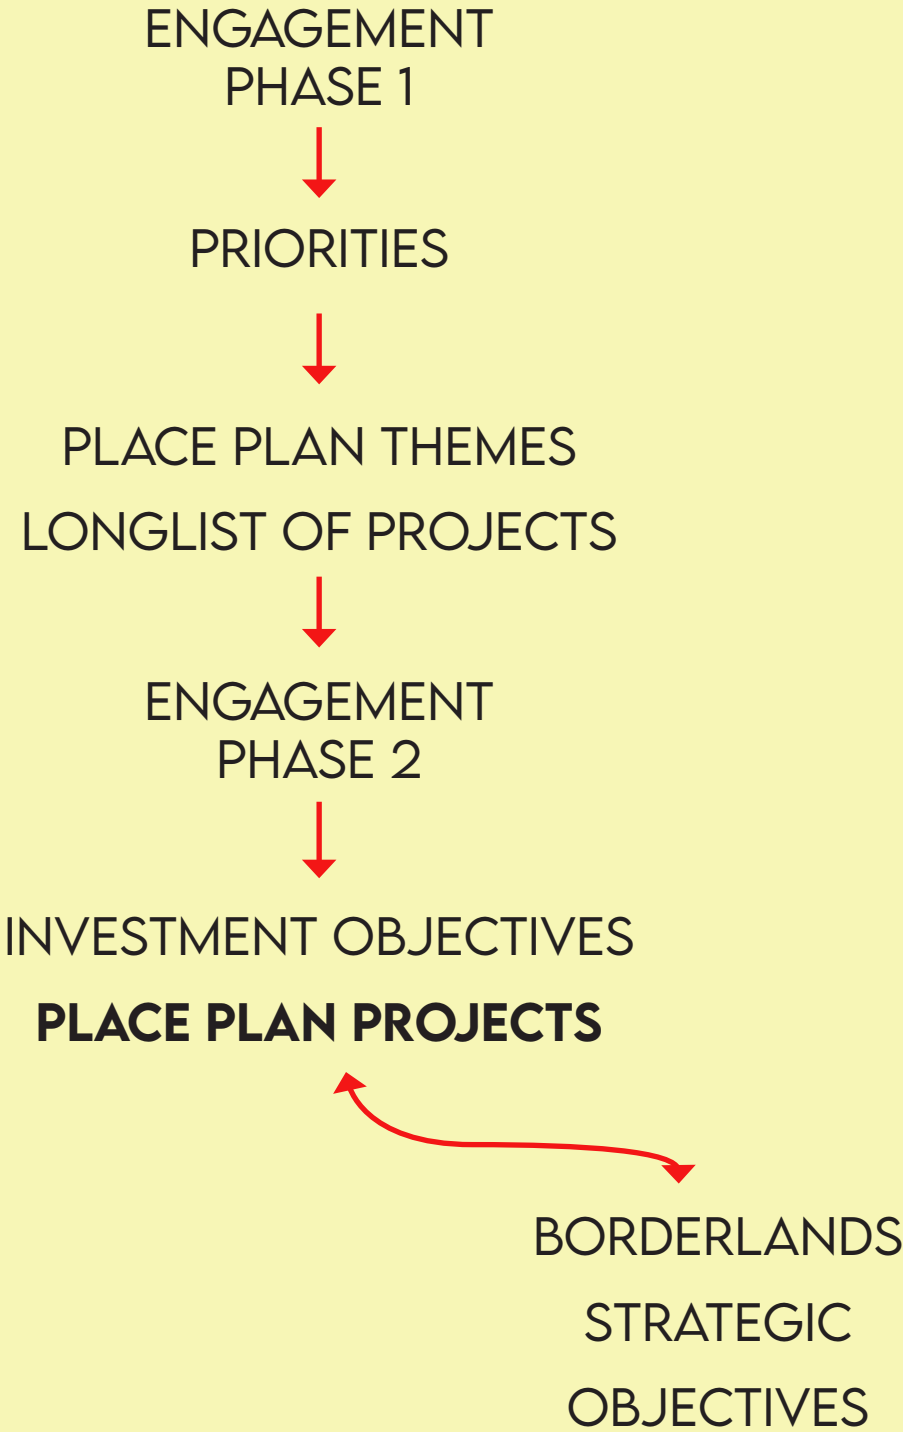 ENGAGEMENT
PHASE 1
PRIORITIES
PLACE PLAN THEMES
LONGLIST OF PROJECTS
ENGAGEMENT
PHASE 2
INVESTMENT OBJECTIVES
PLACE PLAN PROJECTS
BORDERLANDS
STRATEGIC
OBJECTIVES